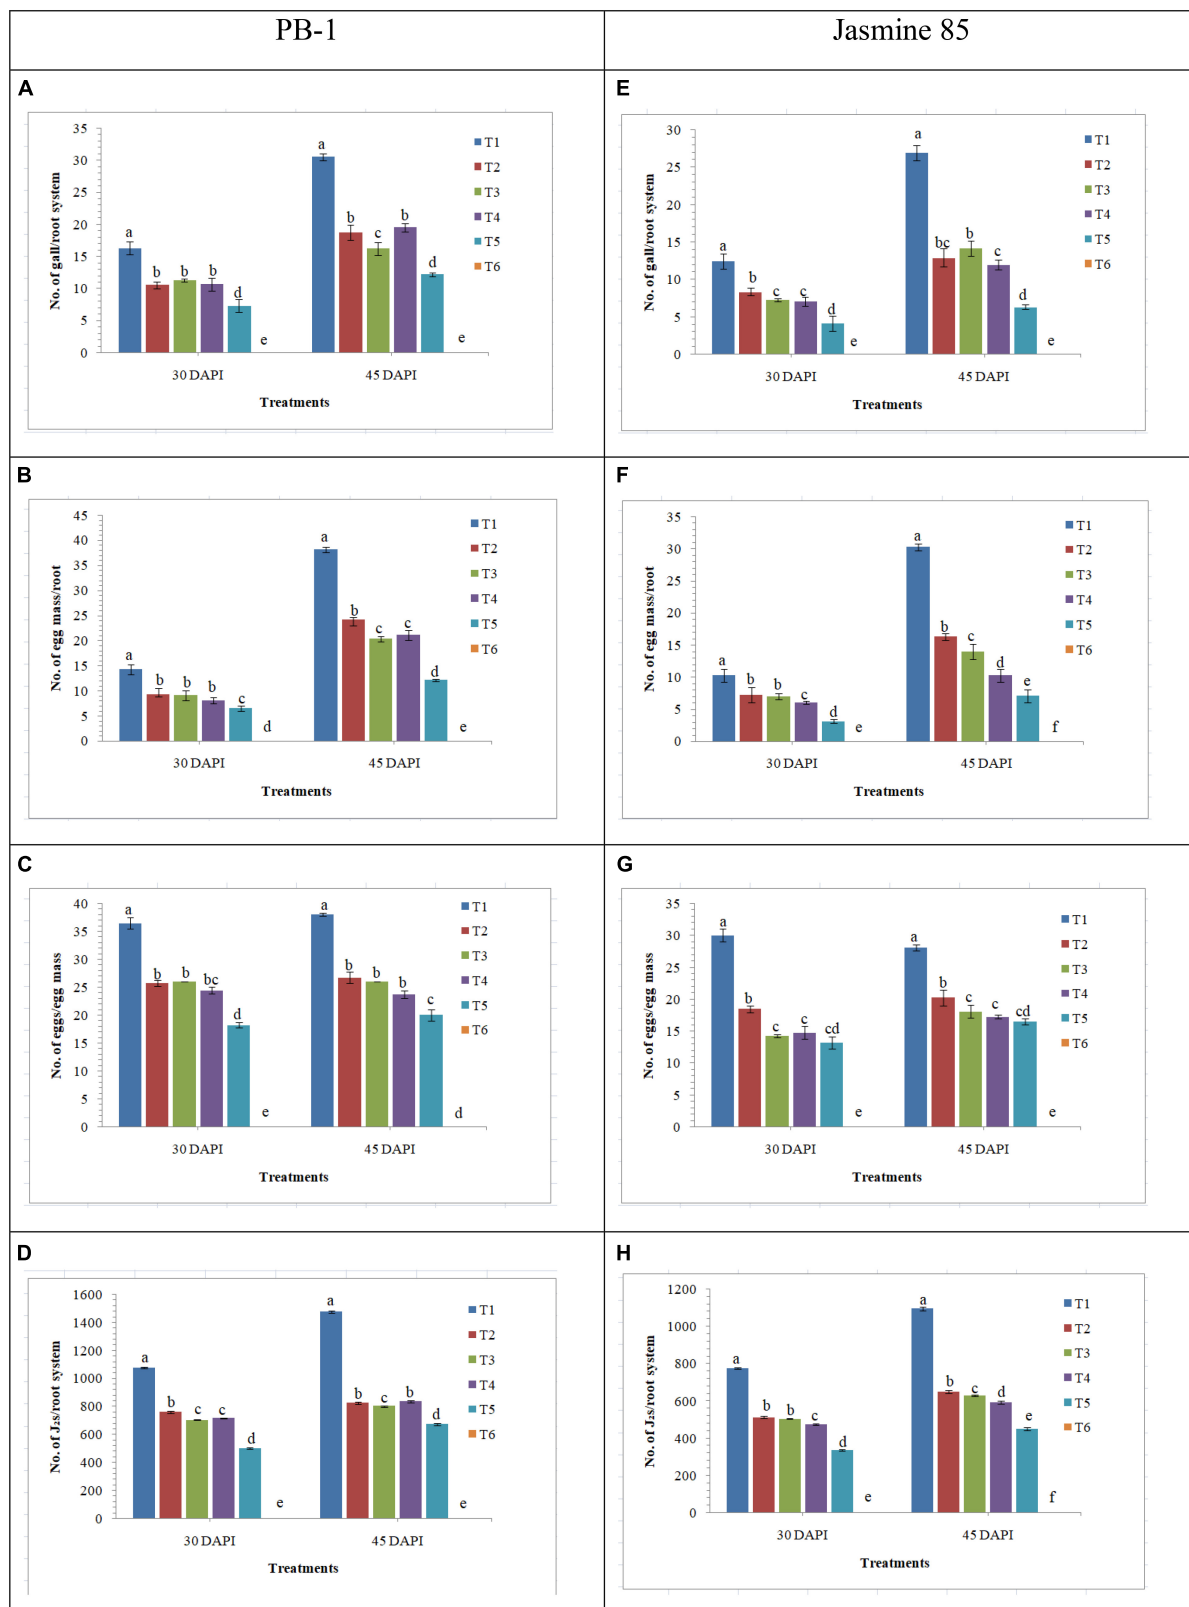 PB-1
Jasmine 85
A
35
30
25
20
15
10
5
0
No. of gall/root system
a b b b d e
a b c b d e
30 DAPI 45 DAPI
Treatments
T1
T2
T3
T4
T5
T6
E
30
25
20
15
10
5
0
No. of gall/root system
a b c c d e
a bc b c d e
30 DAPI 45 DAPI
Treatments
T1
T2
T3
T4
T5
T6
B
45
40
35
30
25
20
15
10
5
0
No. of egg mass/root
a b b b c d
a b c c d e
30 DAPI 45 DAPI
Treatments
T1
T2
T3
T4
T5
T6
F
35
30
25
20
15
10
5
0
No. of egg mass/root
a b b c d e
a b c d e f
30 DAPI 45 DAPI
Treatments
T1
T2
T3
T4
T5
T6
C
40
35
30
25
20
15
10
5
0
No. of eggs/egg mass
a b b bc d e
a b b b c d
30 DAPI 45 DAPI
Treatments
T1
T2
T3
T4
T5
T6
G
35
30
25
20
15
10
5
0
No. of eggs/egg mass
a b c c cd e
a b c c cd e
30 DAPI 45 DAPI
Treatments
T1
T2
T3
T4
T5
T6
D
1600
1400
1200
1000
800
600
400
200
0
No. of J₂s/root system
a b c c d e
a b c b d e
30 DAPI 45 DAPI
Treatments
T1
T2
T3
T4
T5
T6
H
1200
1000
800
600
400
200
0
No. of J₂s/root system
a b b c d e
a b c d e f
30 DAPI 45 DAPI
Treatments
T1
T2
T3
T4
T5
T6